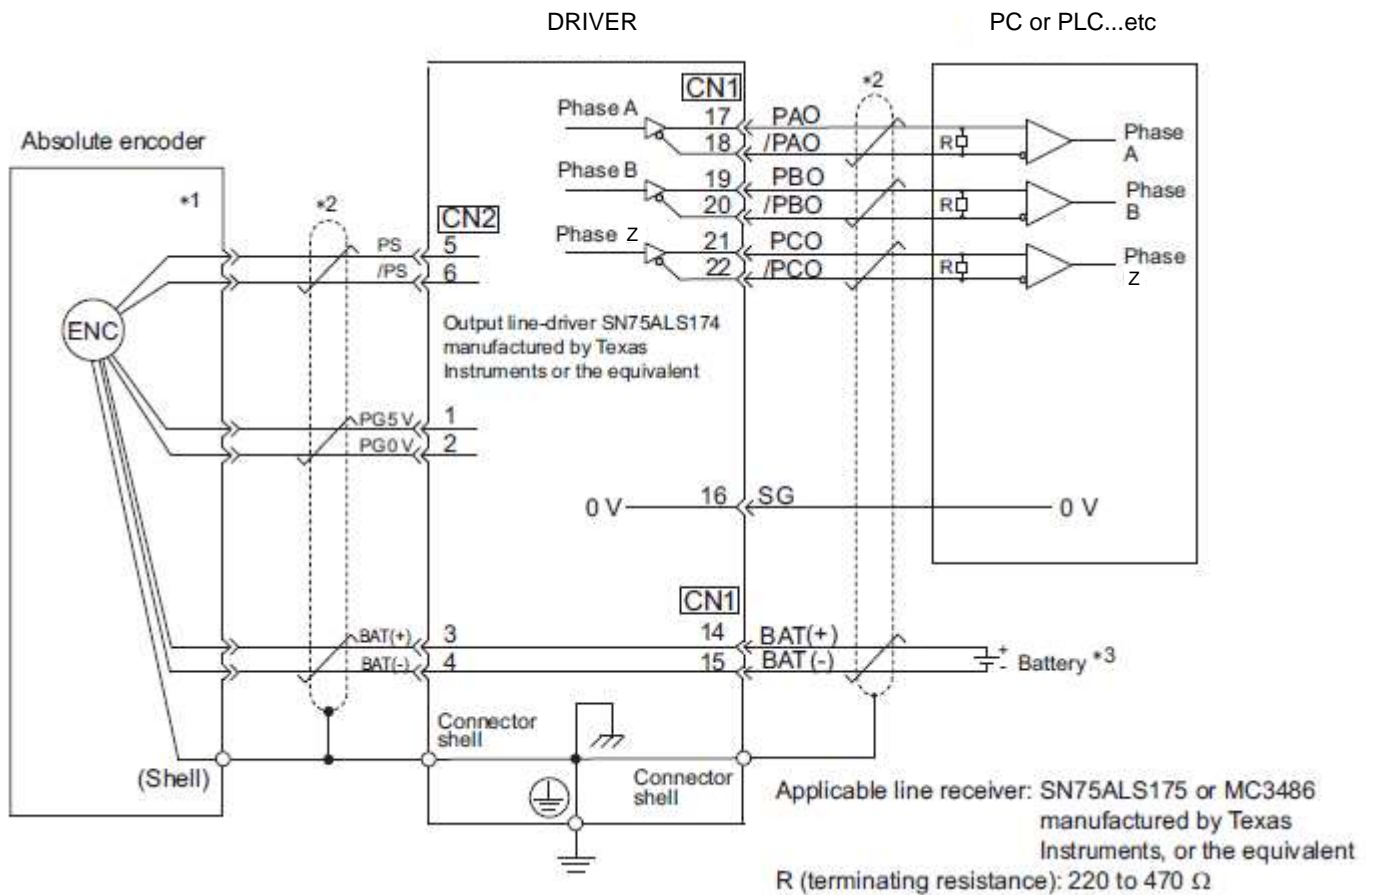 DRIVER
PC or PLC...etc
CN1
*2
Phase A
17
PAO
18
/PAO
R
Phase
A
Absolute encoder
Phase B
19
PBO
20
/PBO
R
Phase
B
*1
*2
CN2
Phase Z
21
PCO
22
/PCO
R
Phase
Z
PS
5
/PS
6
ENC
Output line-driver SN75ALS174
manufactured by Texas
Instruments or the equivalent
PG5 V
1
PG0 V
2
0 V
16
SG
0 V
CN1
BAT(+)
3
14
BAT(+)
BAT(-)
4
15
BAT (-)
+
-
Battery *3
Connector
shell
(Shell)
Connector
shell
Applicable line receiver: SN75ALS175 or MC3486
manufactured by Texas
Instruments, or the equivalent
R (terminating resistance): 220 to 470 Ω